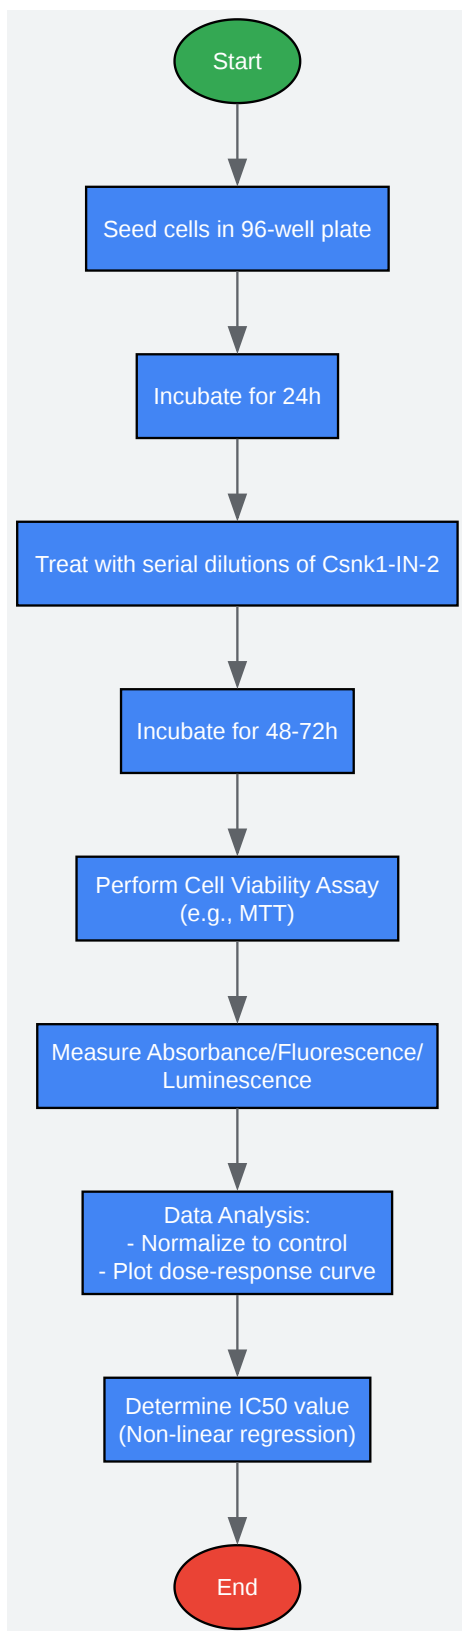 Start
Seed cells in 96-well plate
Incubate for 24h
Treat with serial dilutions of Csnk1-IN-2
Incubate for 48-72h
Perform Cell Viability Assay
(e.g., MTT)
Measure Absorbance/Fluorescence/
Luminescence
Data Analysis:
- Normalize to control
- Plot dose-response curve
Determine IC50 value
(Non-linear regression)
End